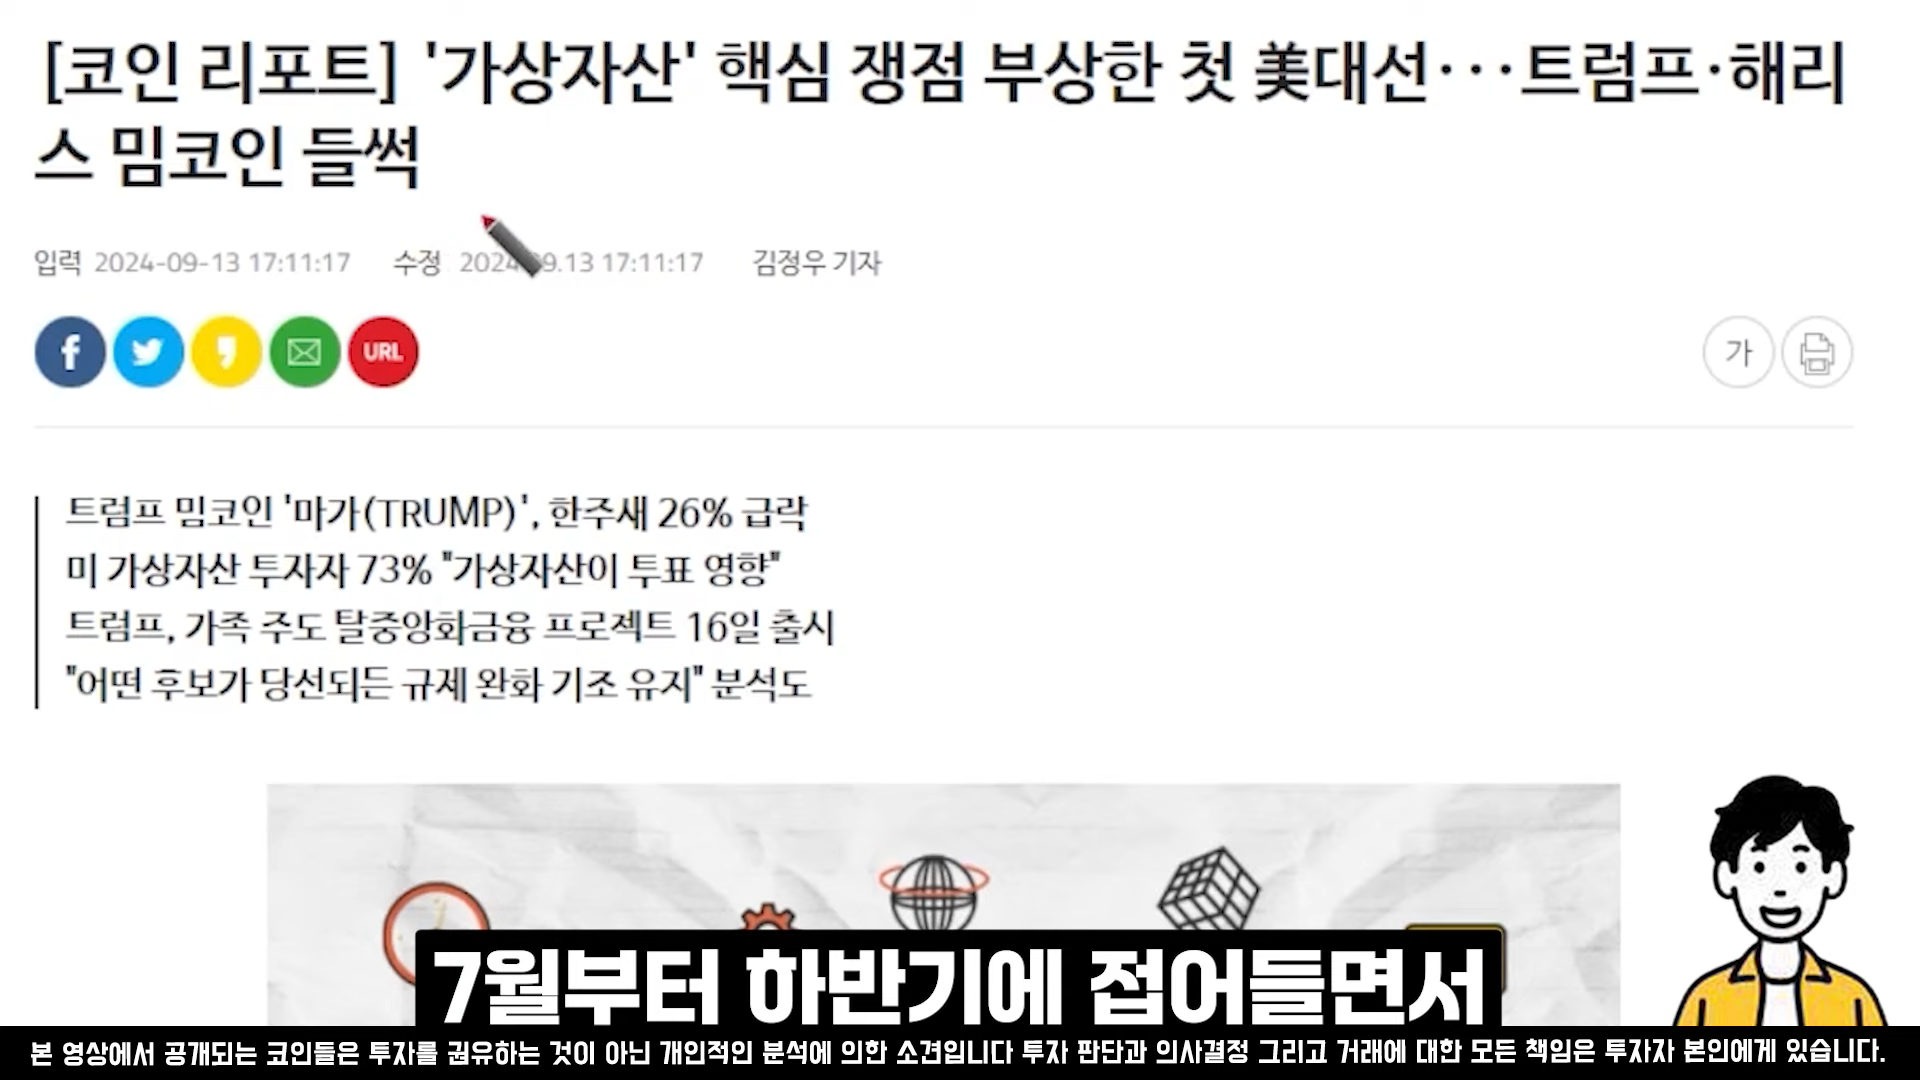 [코인 리포트] '가상자산' 핵심 쟁점 부상한 첫 美대선···트럼프·해리
스 밈코인 들썩
입력 2024-09-13 17:11:17 수정 17:11:17 김정우 기자
f URL 가
트럼프 밈코인 '마가(TRUMP)', 한주새 26% 급락
미 가상자산 투자자 73% "가상자산이 투표 영향"
트럼프, 가족 주도 탈중앙화금융 프로젝트 16일 출시
"어떤 후보가 당선되든 규제 완화 기조 유지" 분석도
7월부터 하반기에 접어들면서
본 영상에서 공개되는 코인들은 투자를 권유하는 것이 아닌 개인적인 분석에 의한 소견입니다 투자 판단과 의사결정 그리고 거래에 대한 모든 책임은 투자자 본인에게 있습니다.